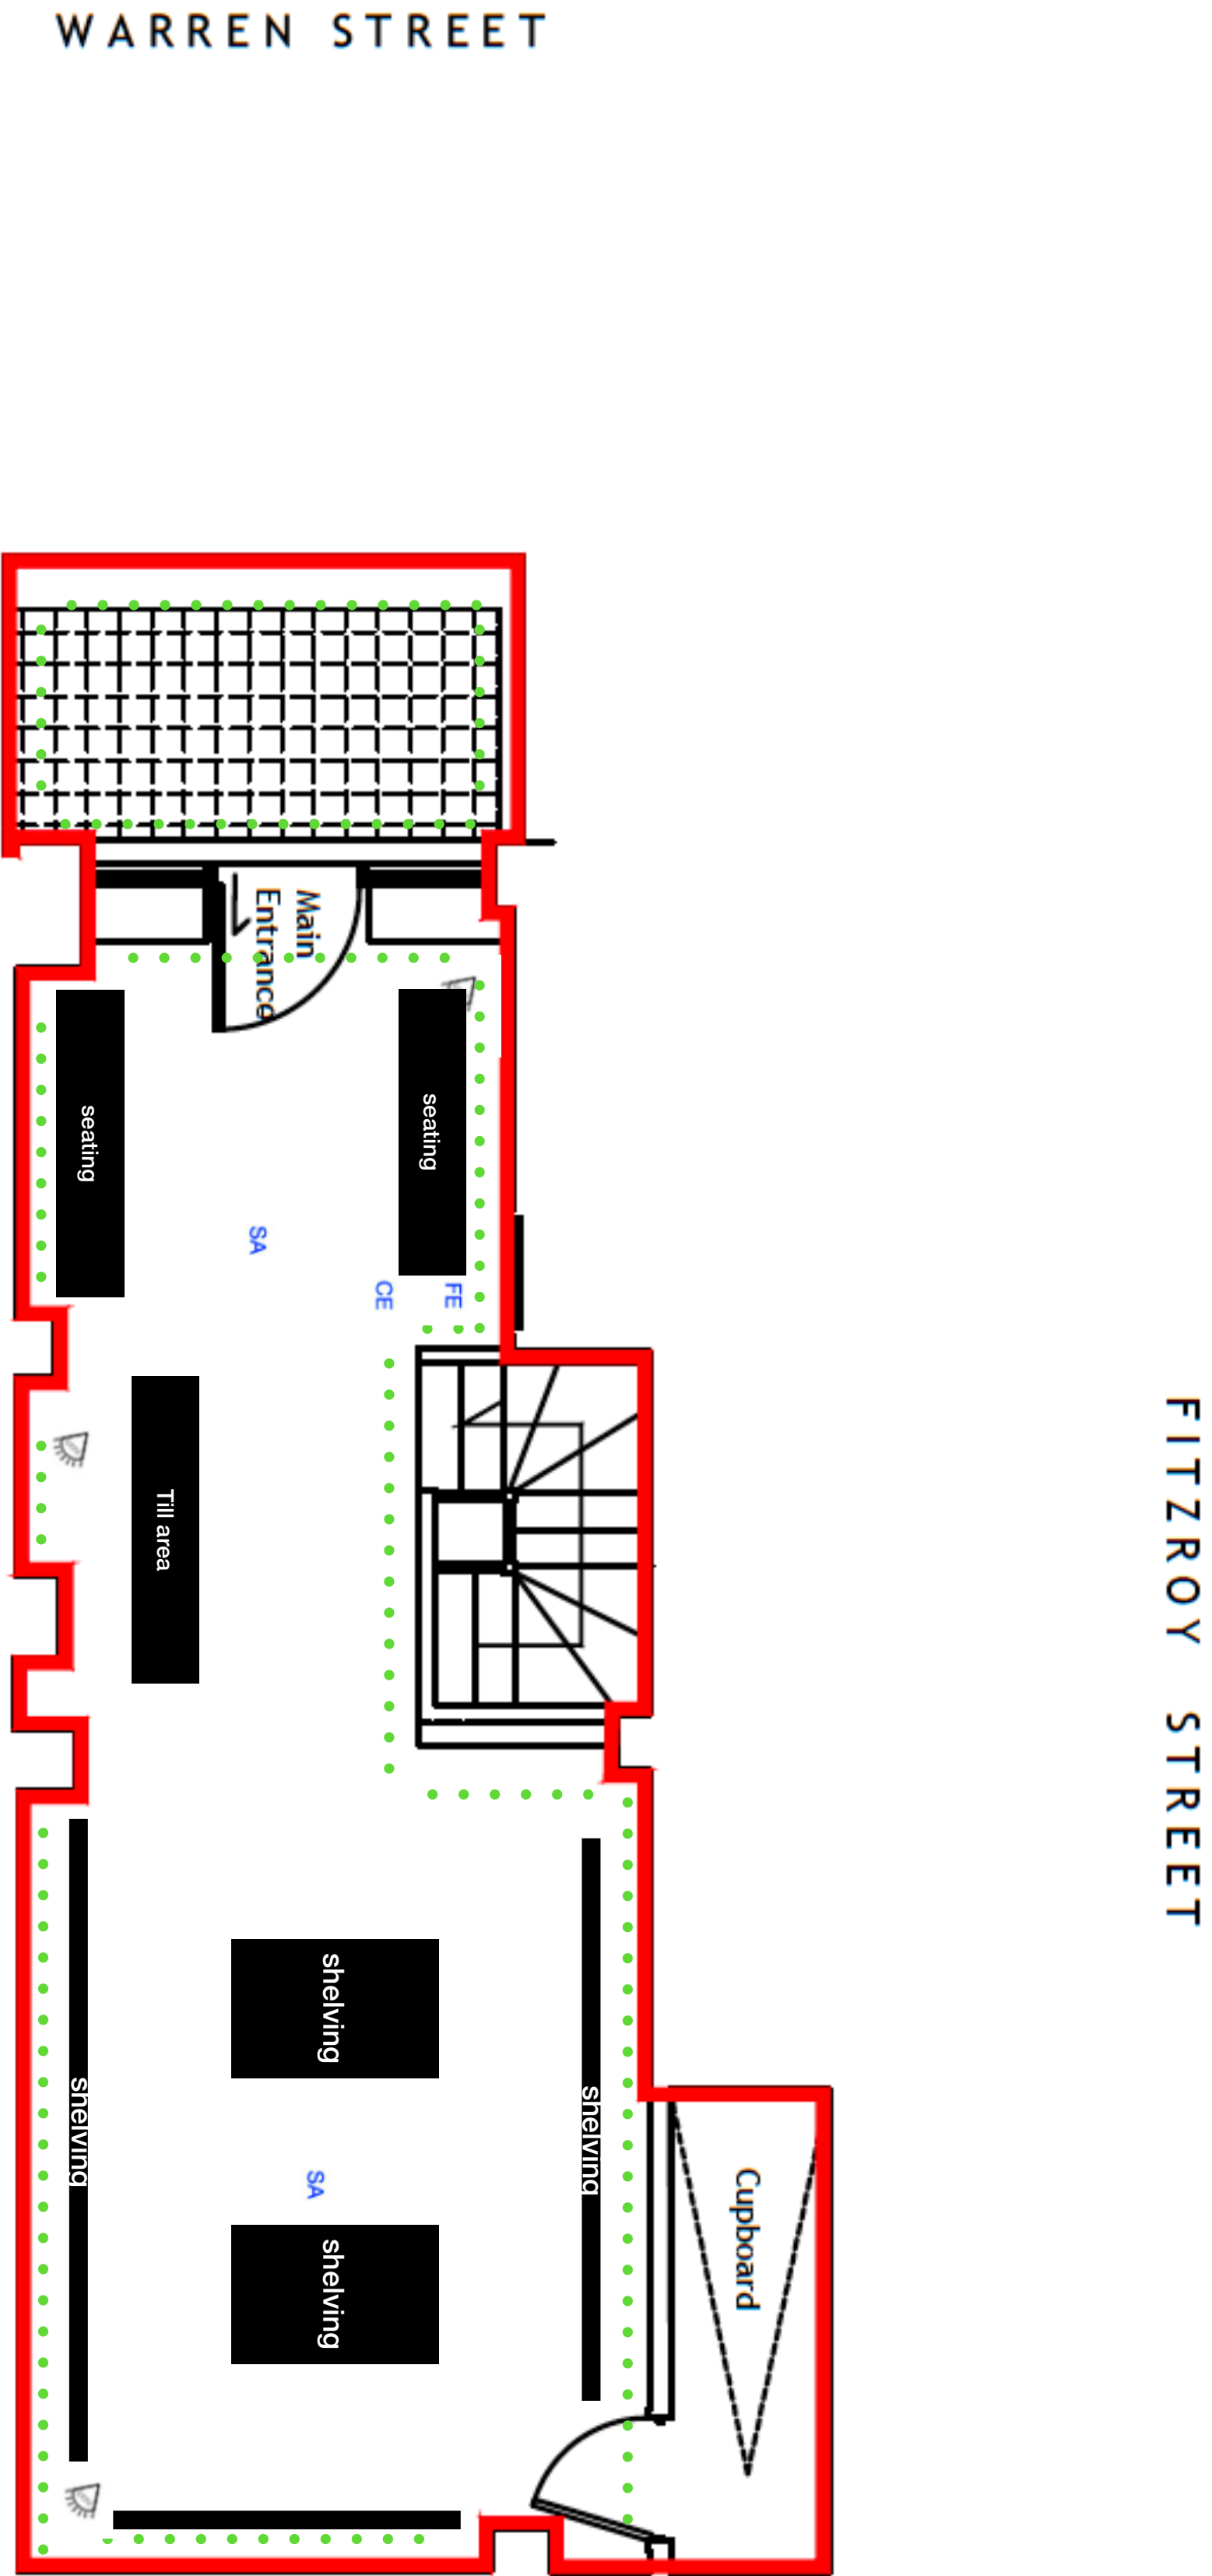 WARREN STREET
Main
Entrance
seating
seating
SA
CE
FE
Till area
FITZROY STREET
shelving
shelving
shelving
Cupboard
SA
shelving